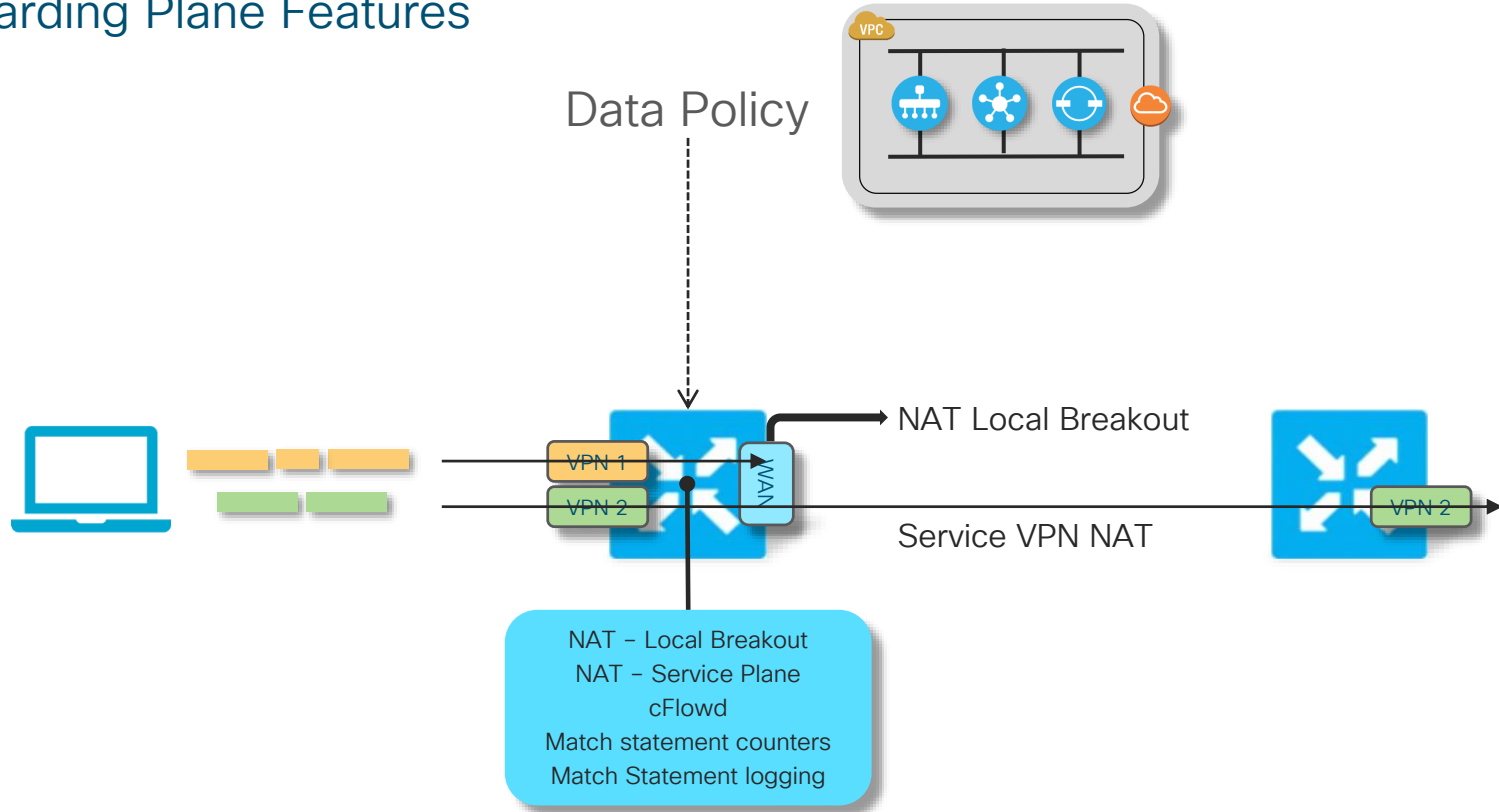 arding Plane Features
VPC
Data Policy
NAT Local Breakout
VPN 1
WAN
VPN 2
VPN 2
Service VPN NAT
NAT – Local Breakout
NAT – Service Plane
cFlowd
Match statement counters
Match Statement logging